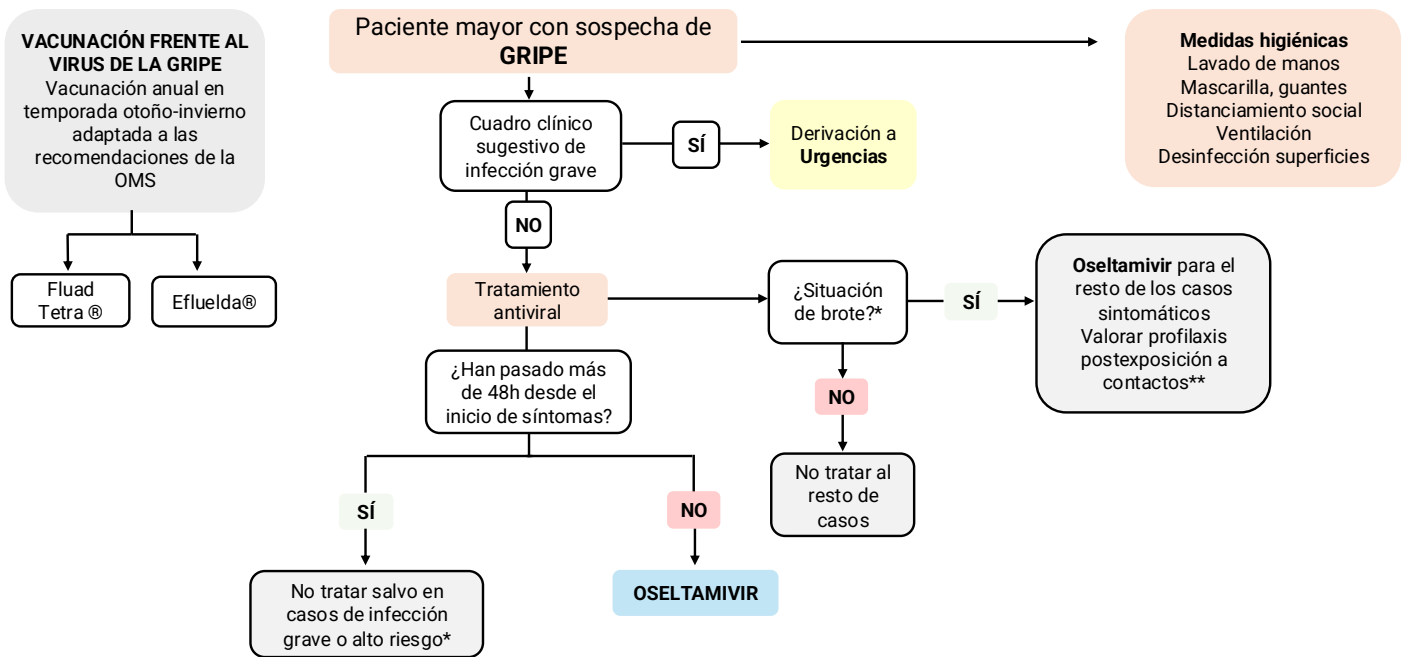 VACUNACIÓN FRENTE AL
VIRUS DE LA GRIPE
Vacunación anual en
temporada otoño-invierno
adaptada a las
recomendaciones de la
OMS
Fluad
Tetra ®
Efluelda®
Paciente mayor con sospecha de
GRIPE
Medidas higiénicas
Lavado de manos
Mascarilla, guantes
Distanciamiento social
Ventilación
Desinfección superficies
Cuadro clínico
sugestivo de
infección grave
SÍ
Derivación a
Urgencias
NO
Tratamiento
antiviral
¿Situación
de brote?*
SÍ
Oseltamivir para el
resto de los casos
sintomáticos
Valorar profilaxis
postexposición a
contactos**
NO
No tratar al
resto de
casos
¿Han pasado más
de 48h desde el
inicio de síntomas?
SÍ
No tratar salvo en
casos de infección
grave o alto riesgo*
NO
OSELTAMIVIR